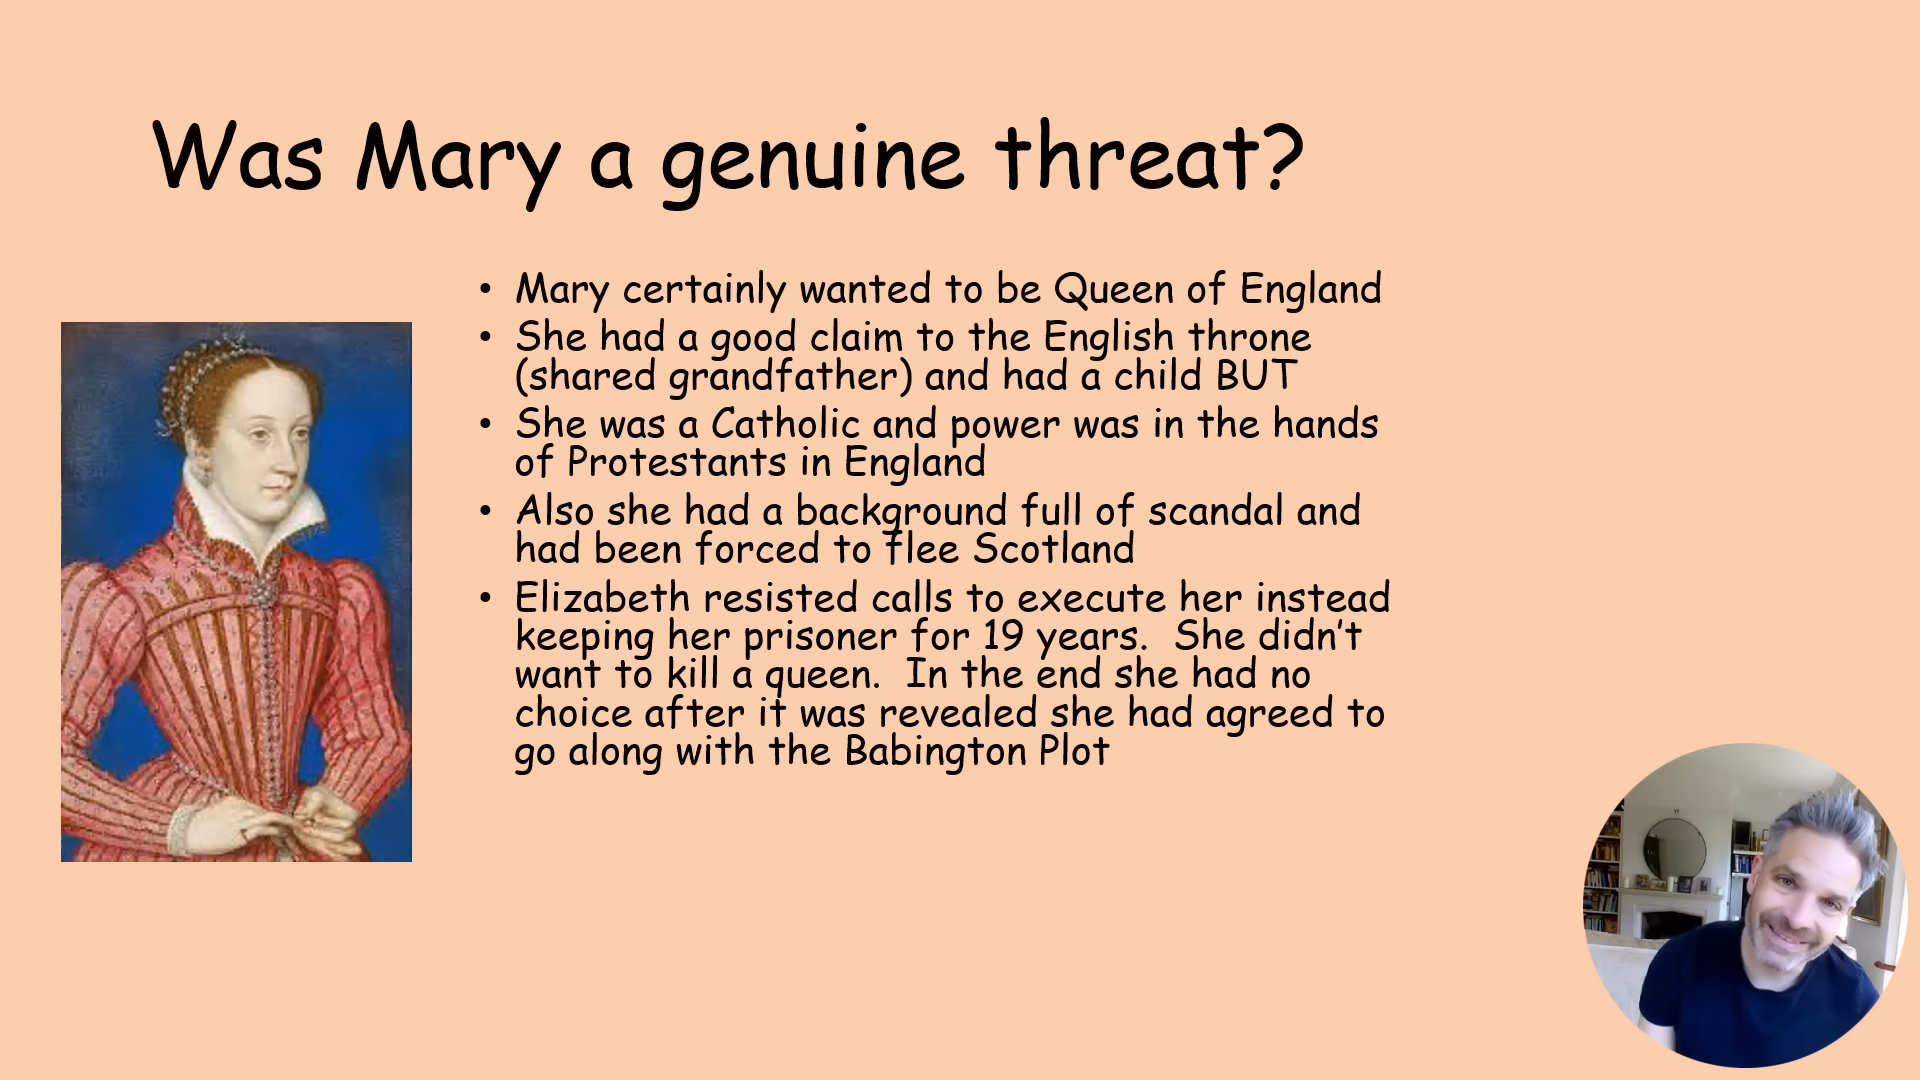 Was Mary a genuine threat?
• Mary certainly wanted to be Queen of England
• She had a good claim to the English throne
(shared grandfather) and had a child BUT
• She was a Catholic and power was in the hands
of Protestants in England
• Also she had a background full of scandal and
had been forced to flee Scotland
• Elizabeth resisted calls to execute her instead
keeping her prisoner for 19 years.  She didn’t
want to kill a queen.  In the end she had no
choice after it was revealed she had agreed to
go along with the Babington Plot